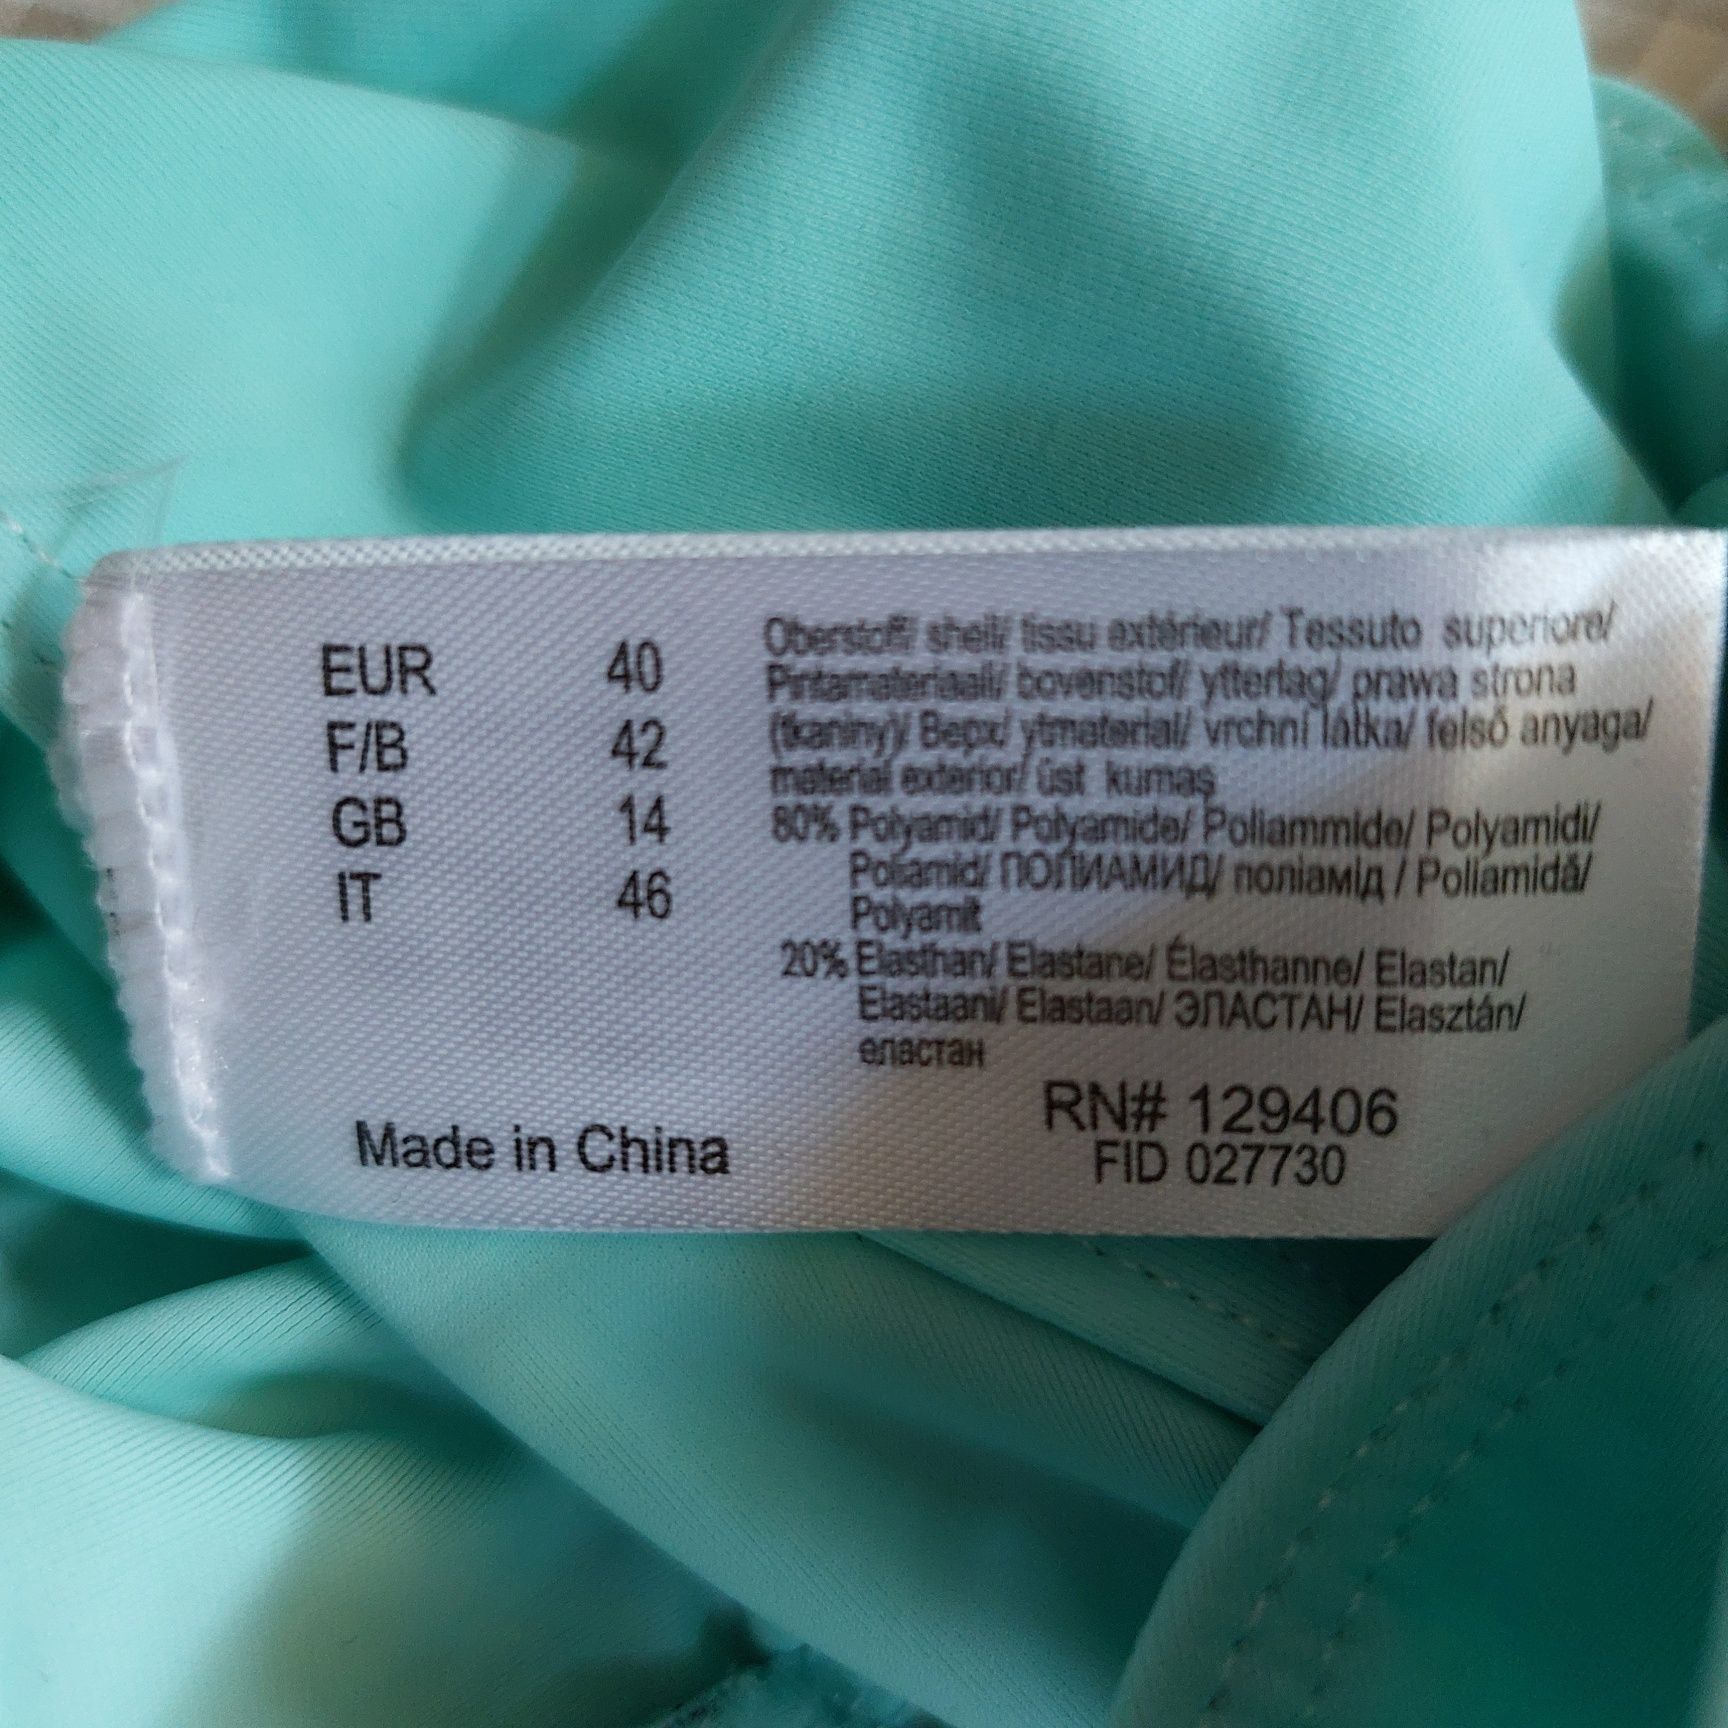 EUR 40
F/B 42
GB 14
IT 46
Made in China
Oberstoff/ shell/ tissu extérieur/ Tessuto superiore/
Pintamateriaali/ bovenstof/ ytterlag/ prawa strona
(tkaniny)/ Верх/ ytmaterial/ vrchní látka/ felső anyaga/
material exterior/ üst kumaş
80% Polyamid/ Polyamide/ Poliammide/ Polyamidi/
Poliamid/ ПОЛИАМИД/ поліамід / Poliamidă/
Polyamit
20% Elasthan/ Elastane/ Élasthanne/ Elastan/
Elastaani/ Elastaan/ ЭЛАСТАН/ Elasztán/
еластан
RN# 129406
FID 027730